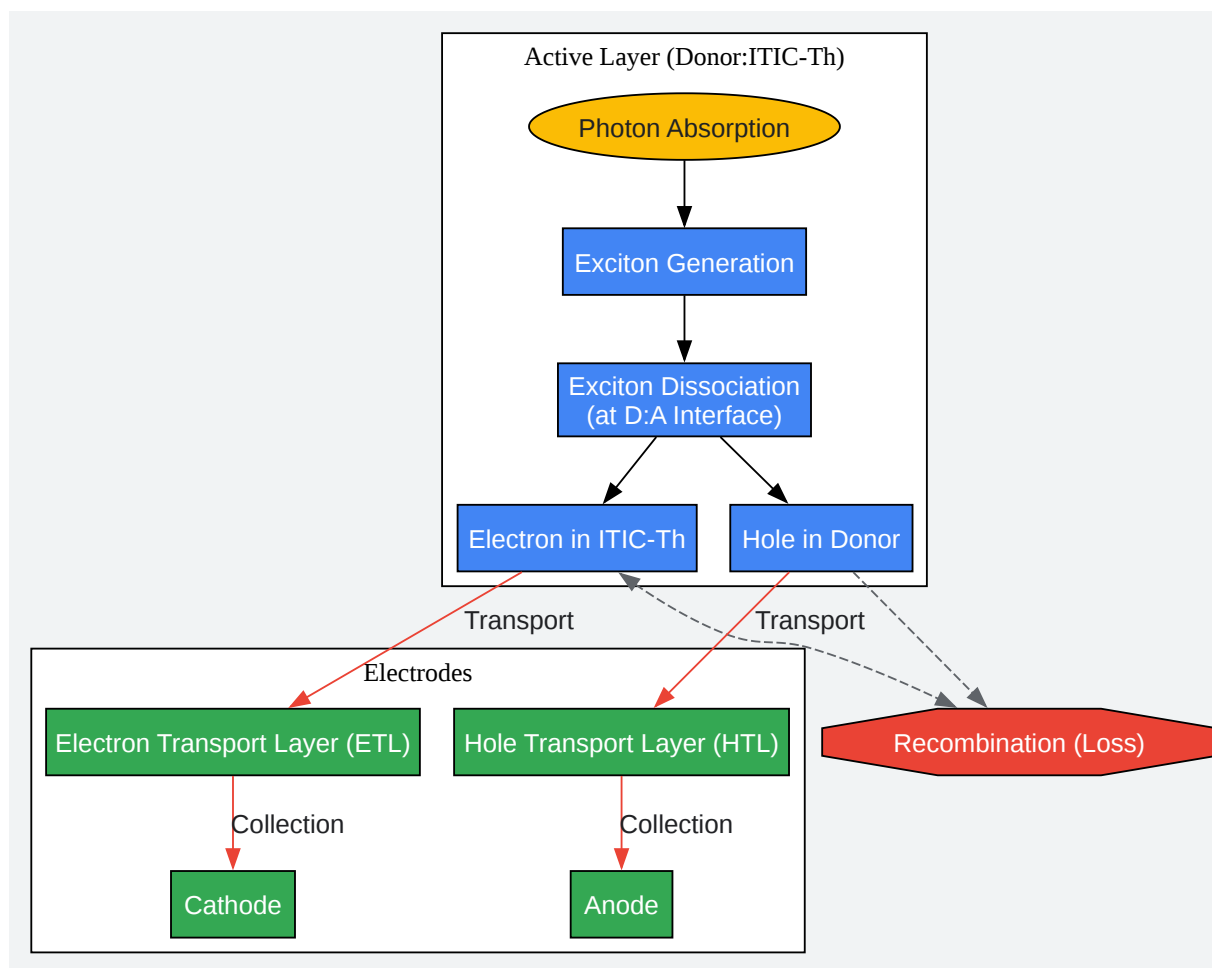 Active Layer (Donor:ITIC-Th)
Photon Absorption
Exciton Generation
Exciton Dissociation
(at D:A Interface)
Electron in ITIC-Th
Hole in Donor
Transport
Transport
Electrodes
Electron Transport Layer (ETL)
Hole Transport Layer (HTL)
Recombination (Loss)
Collection
Collection
Cathode
Anode